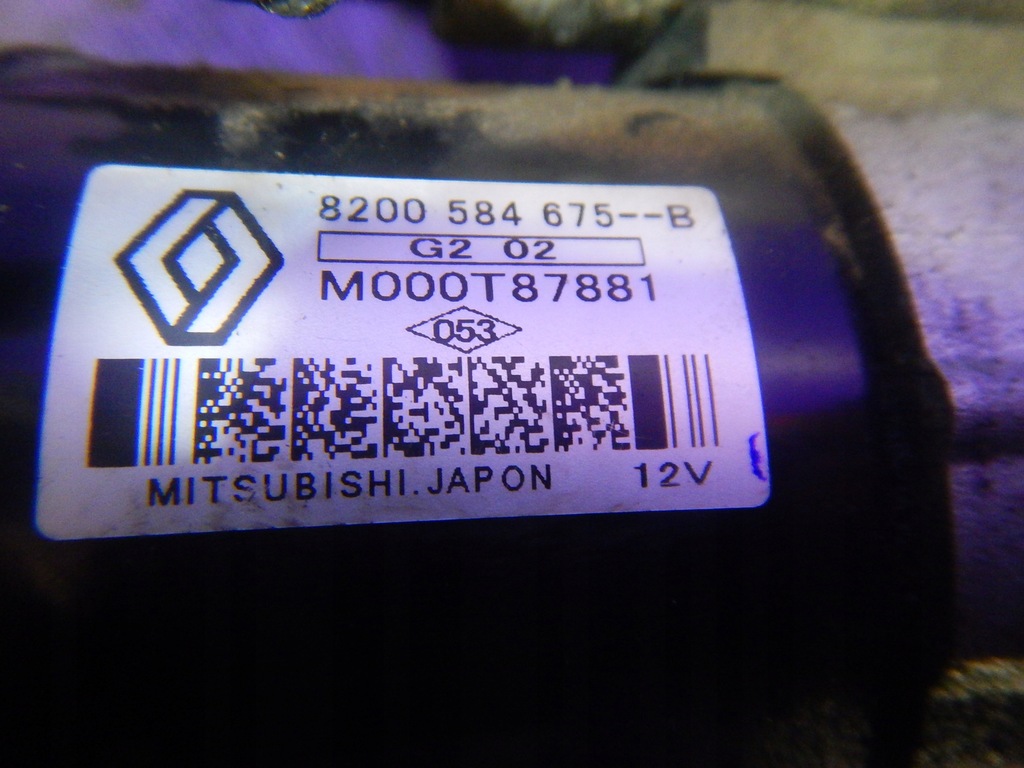 8200 584 675--B
G2 02
M000T87881
053
MITSUBISHI.JAPON 12V